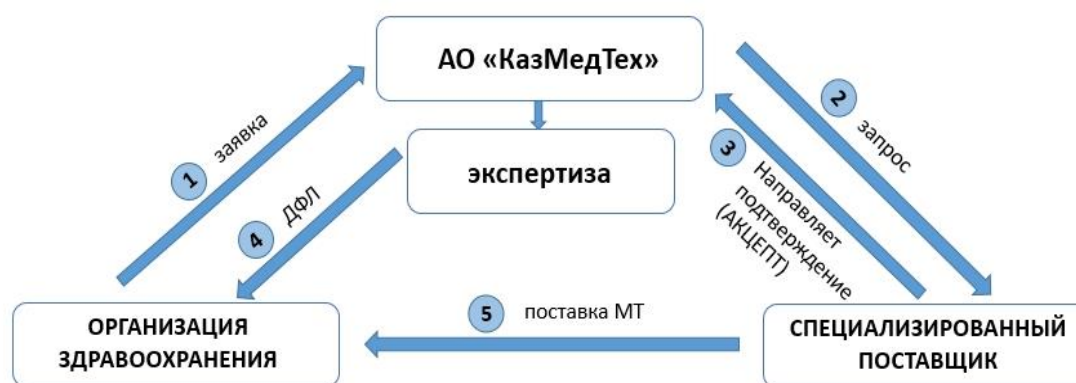 АО «КазМедТех»
экспертиза
1 заявка
2 запрос
3 Направляет
подтверждение
(АКЦЕПТ)
4 ДФЛ
5 поставка МТ
ОРГАНИЗАЦИЯ
ЗДРАВООХРАНЕНИЯ
СПЕЦИАЛИЗИРОВАННЫЙ
ПОСТАВЩИК